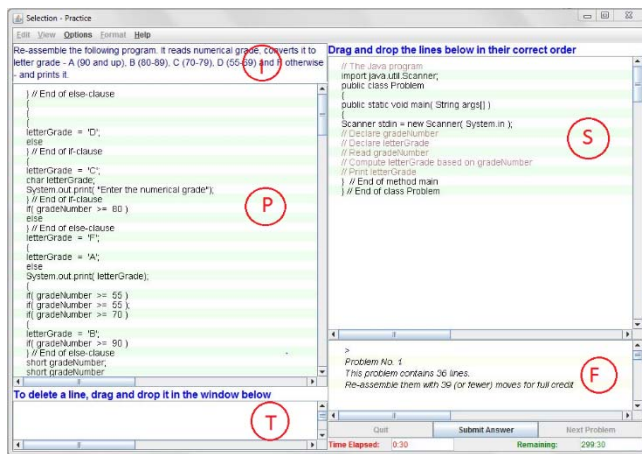 Selection - Practice
Edit View Options Format Help
Re-assemble the following program. It reads numerical grade, converts it to
letter grade - A (90 and up), B (80-89), C (70-79), D (55-69) and F otherwise
- and prints it.
I
} // End of else-clause
{
{
{
letterGrade = 'D';
else
} // End of if-clause
{
letterGrade = 'C';
char letterGrade;
System.out.print( "Enter the numerical grade");
} // End of if-clause
if( gradeNumber >= 80 )
else
} // End of else-clause
letterGrade = 'F';
{
letterGrade = 'A';
else
System.out.print( letterGrade);
{
if( gradeNumber >= 55 )
if( gradeNumber >= 55 );
if( gradeNumber >= 70 )
{
letterGrade = 'B';
if( gradeNumber >= 90 )
} // End of else-clause
short gradeNumber;
short gradeNumber
P
To delete a line, drag and drop it in the window below
T
Drag and drop the lines below in their correct order
// The Java program
import java.util.Scanner;
public class Problem
{
public static void main( String args[] )
{
Scanner stdin = new Scanner( System.in );
// Declare gradeNumber
// Declare letterGrade
// Read gradeNumber
// Compute letterGrade based on gradeNumber
// Print letterGrade
} // End of method main
} // End of class Problem
S
>
Problem No. 1
This problem contains 36 lines.
Re-assemble them with 39 (or fewer) moves for full credit
F
Quit Submit Answer Next Problem
Time Elapsed: 0:30 Remaining: 299:30